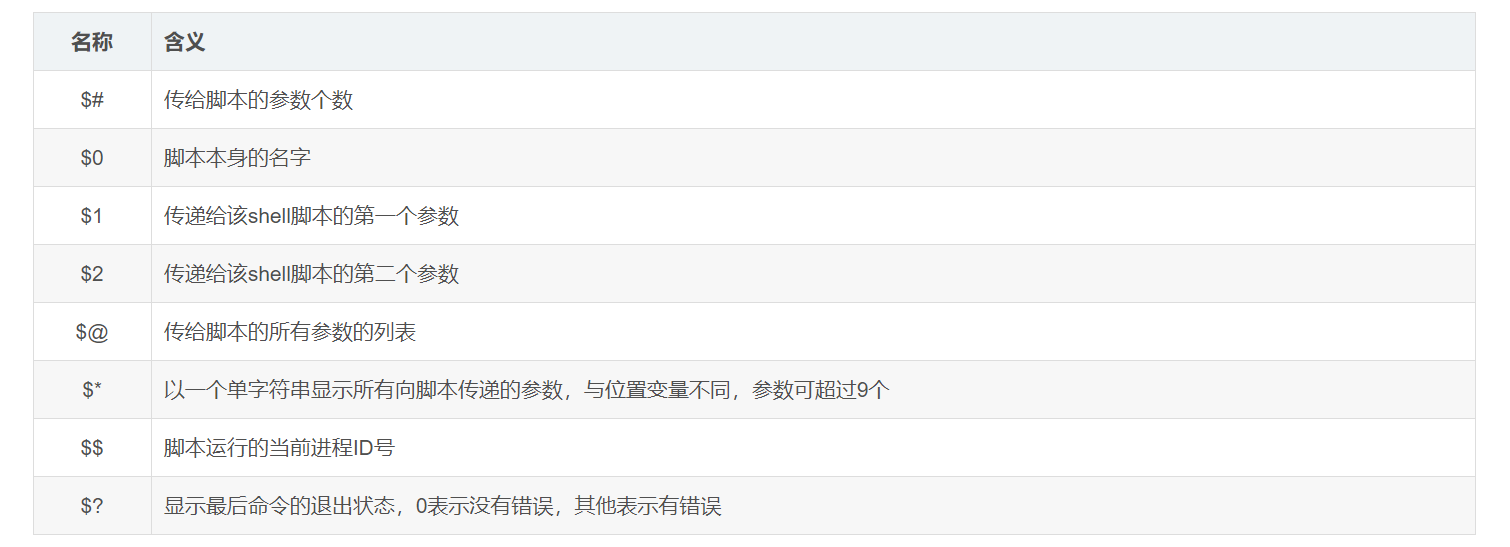 名称 含义
$# 传给脚本的参数个数
$0 脚本本身的名字
$1 传递给该shell脚本的第一个参数
$2 传递给该shell脚本的第二个参数
$@ 传给脚本的所有参数的列表
$* 以一个单字符串显示所有向脚本传递的参数，与位置变量不同，参数可超过9个
$$ 脚本运行的当前进程ID号
$? 显示最后命令的退出状态，0表示没有错误，其他表示有错误